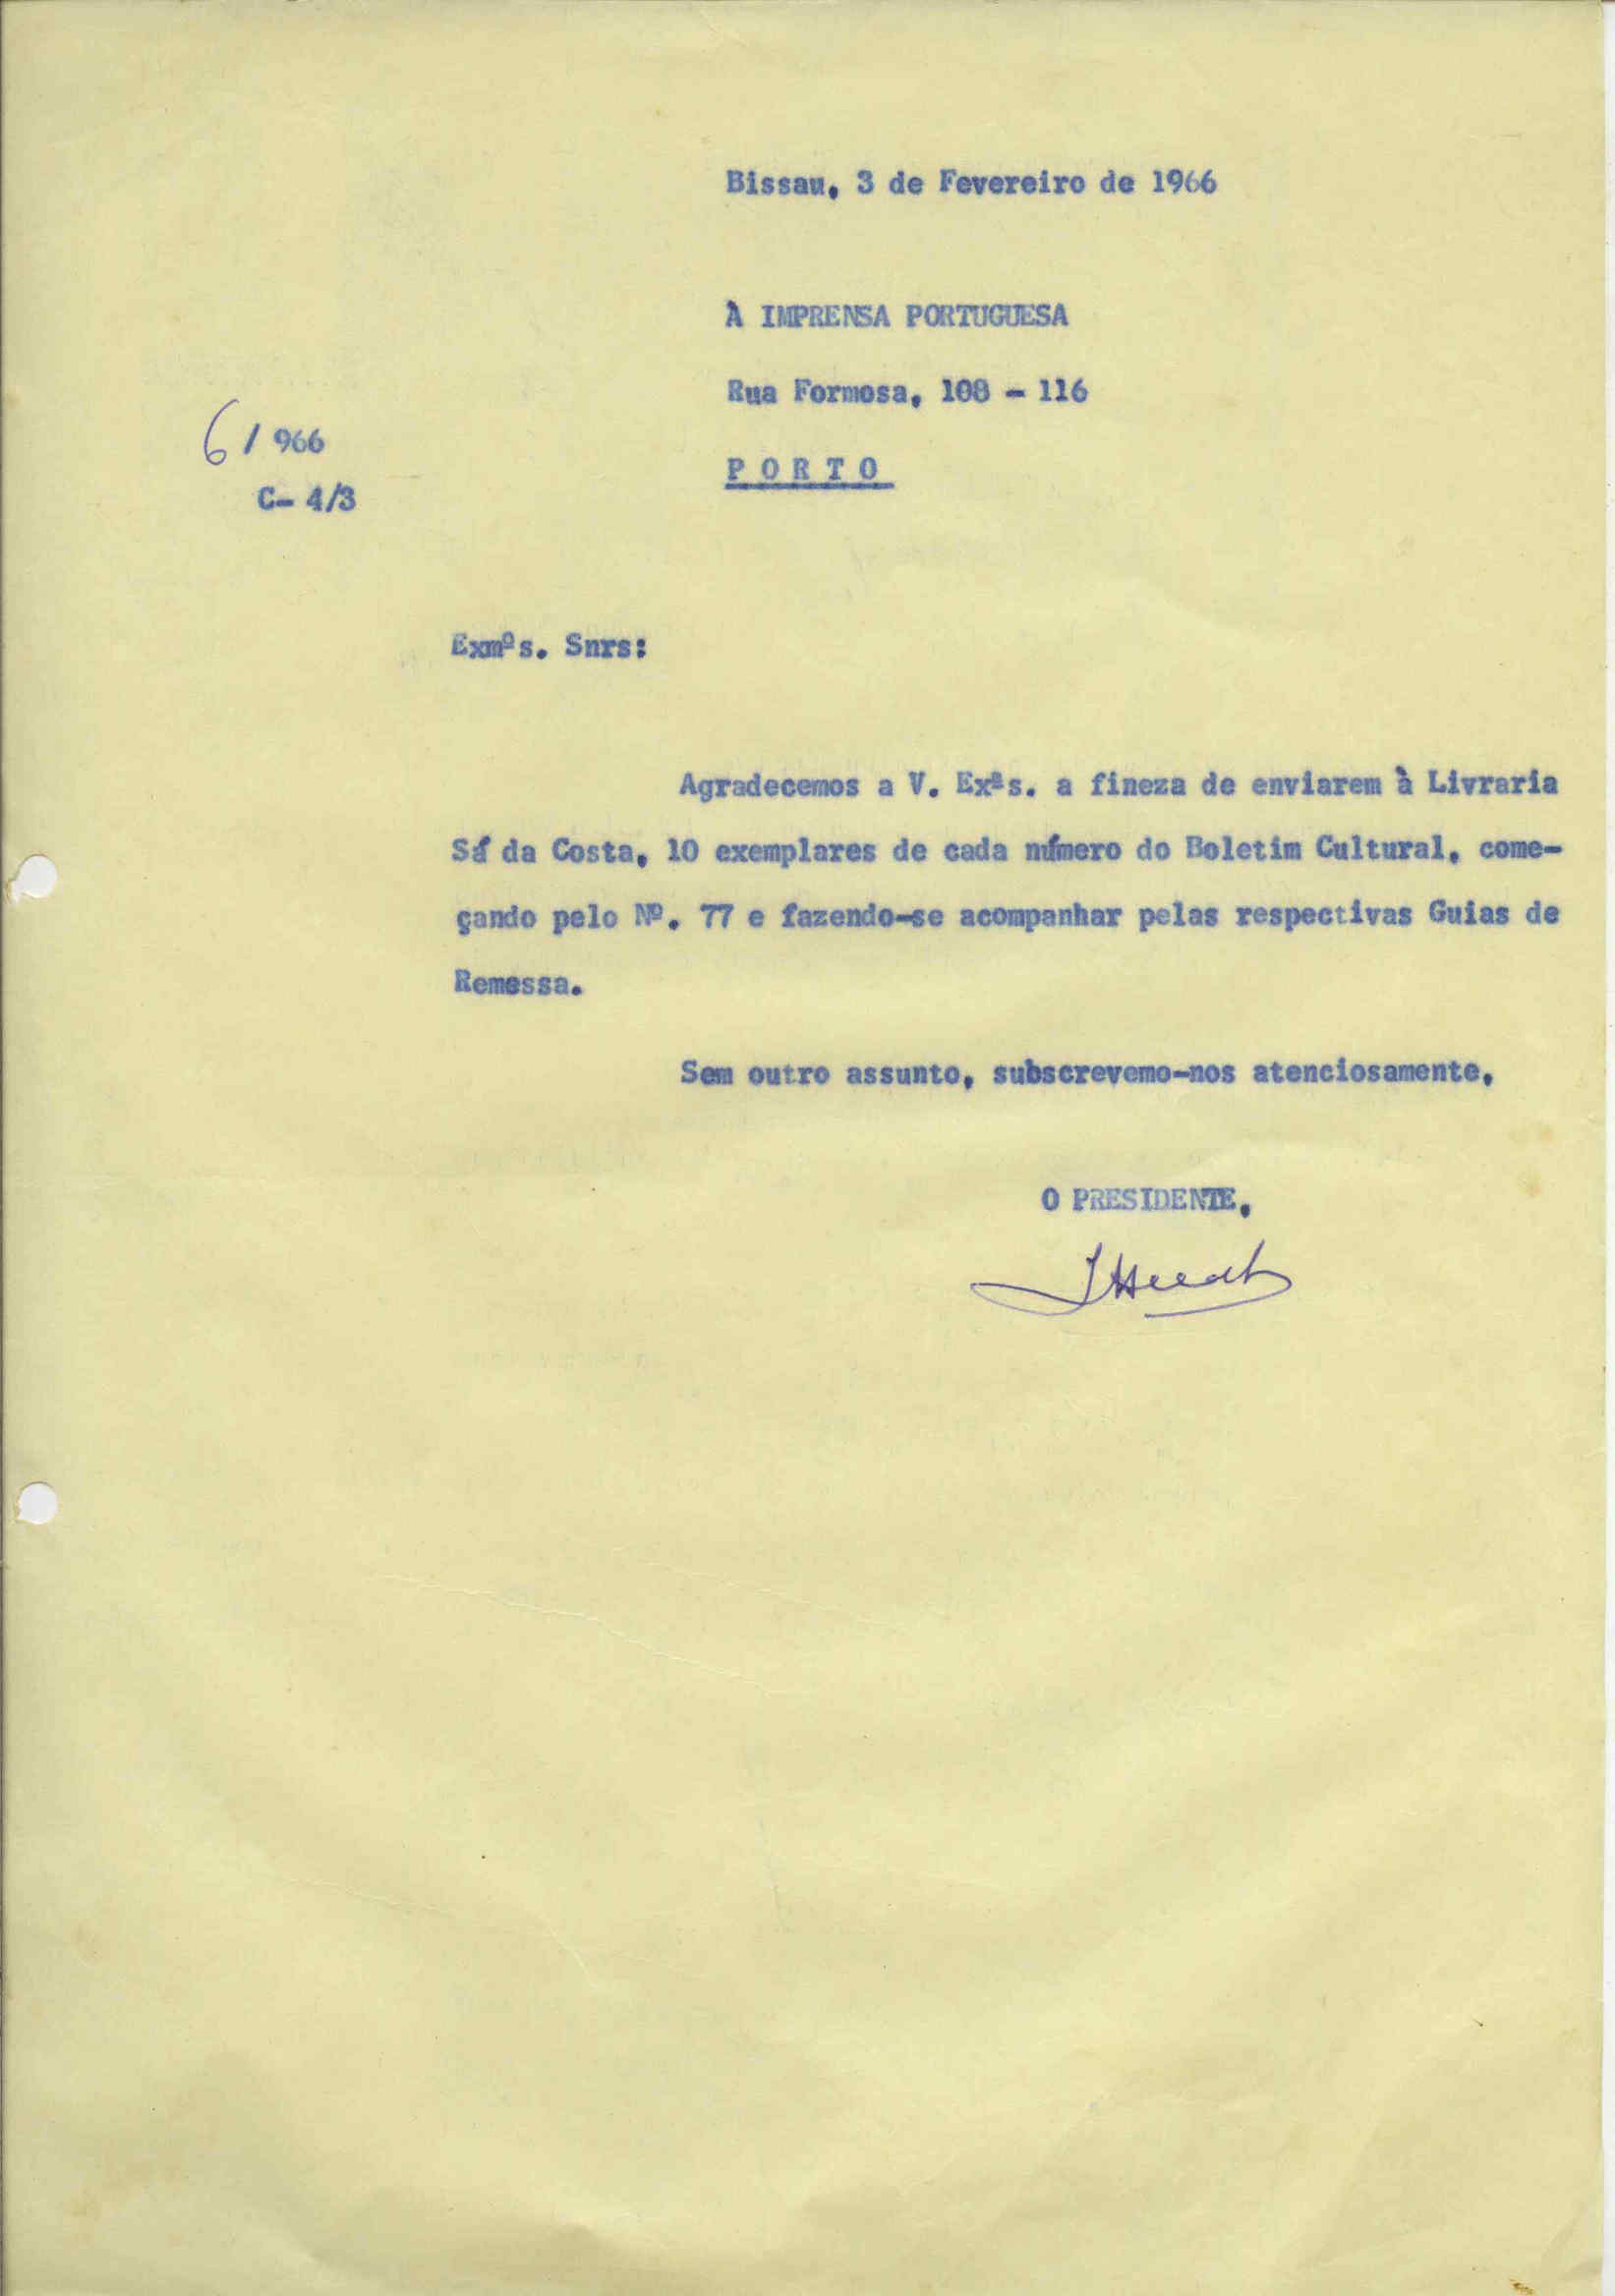 Bissau, 3 de Fevereiro de 1966
À IMPRENSA PORTUGUESA
Rua Formosa, 108 - 116
6/ 966
PORTO
C- 4/3
Exmºs. Snrs:
Agradecemos a V. Exªs. a fineza de enviarem à Livraria
Sá da Costa, 10 exemplares de cada número do Boletim Cultural, come-
çando pelo Nº. 77 e fazendo-se acompanhar pelas respectivas Guias de
Remessa.
Sem outro assunto, subscrevemo-nos atenciosamente,
O PRESIDENTE,